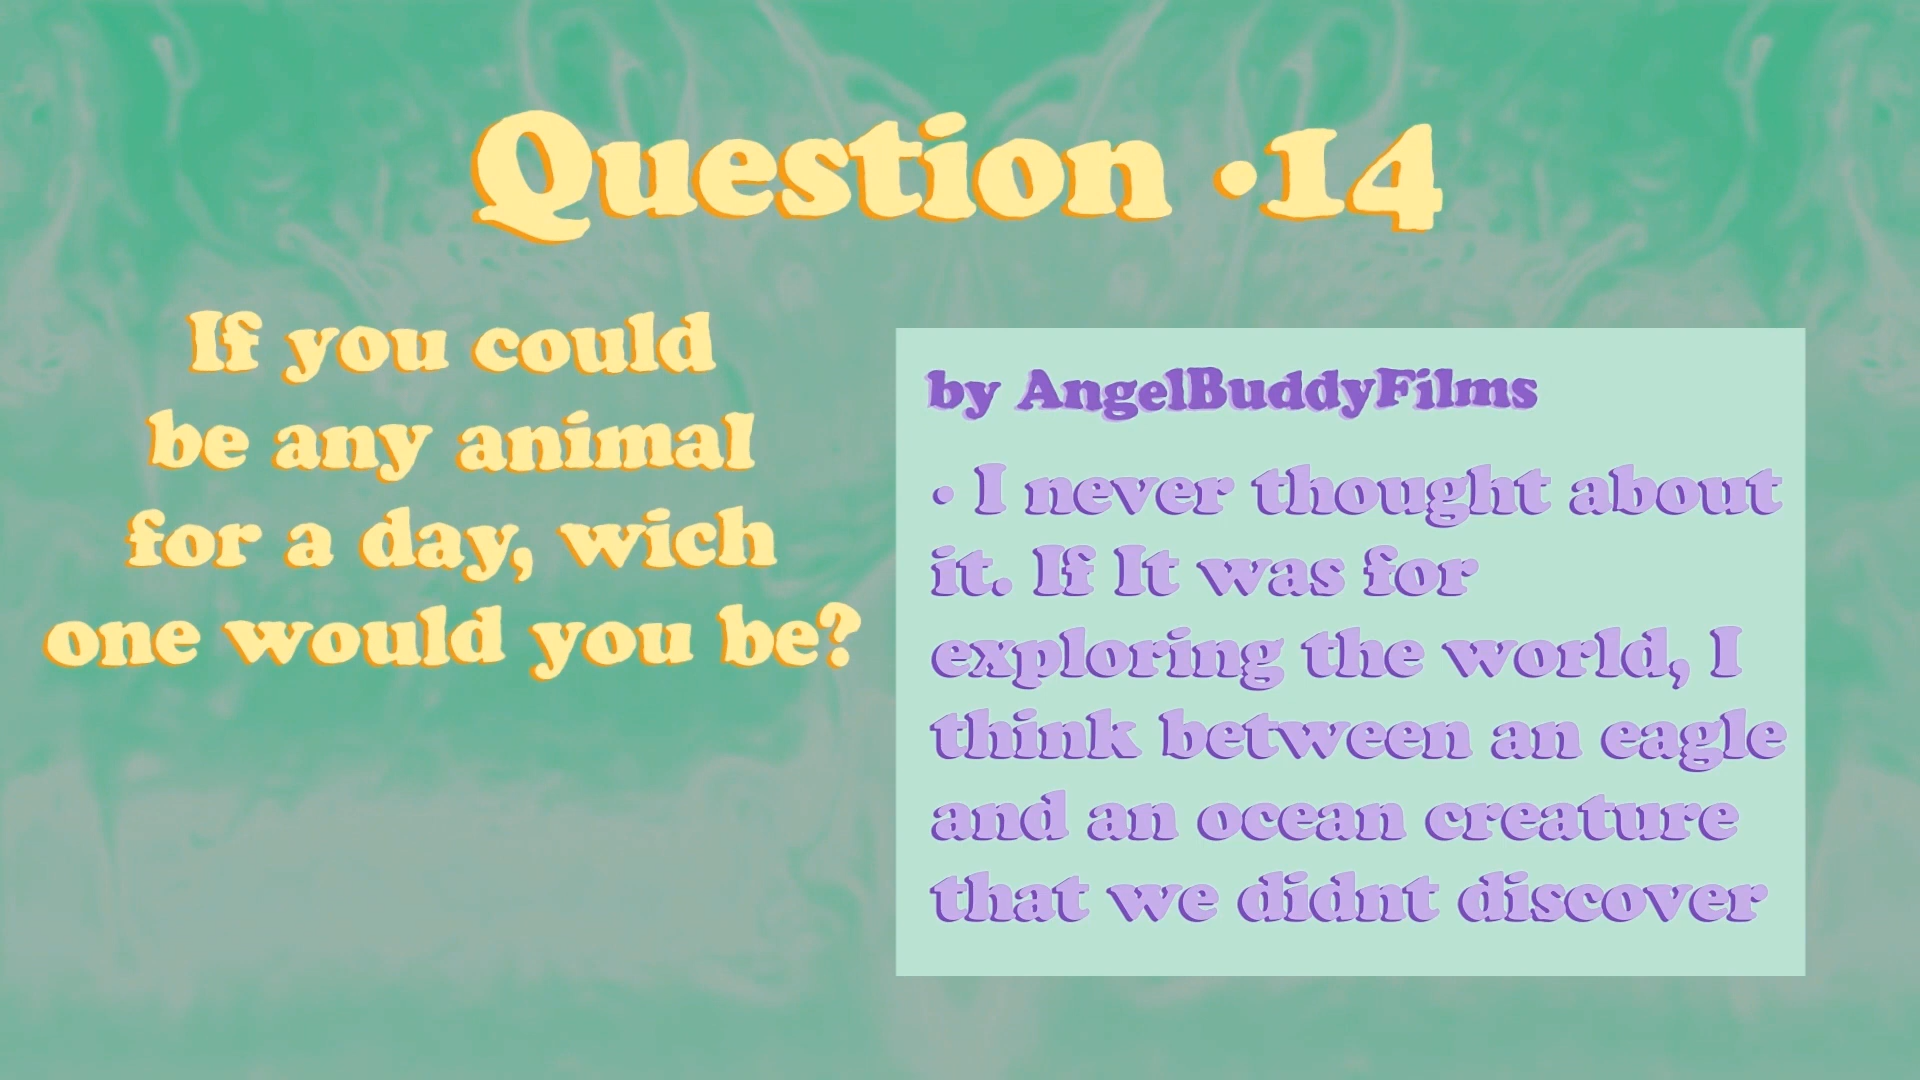 Question •14
If you could
be any animal
for a day, wich
one would you be?
by AngelBuddyFilms
• I never thought about
it. If It was for
exploring the world, I
think between an eagle
and an ocean creature
that we didnt discover